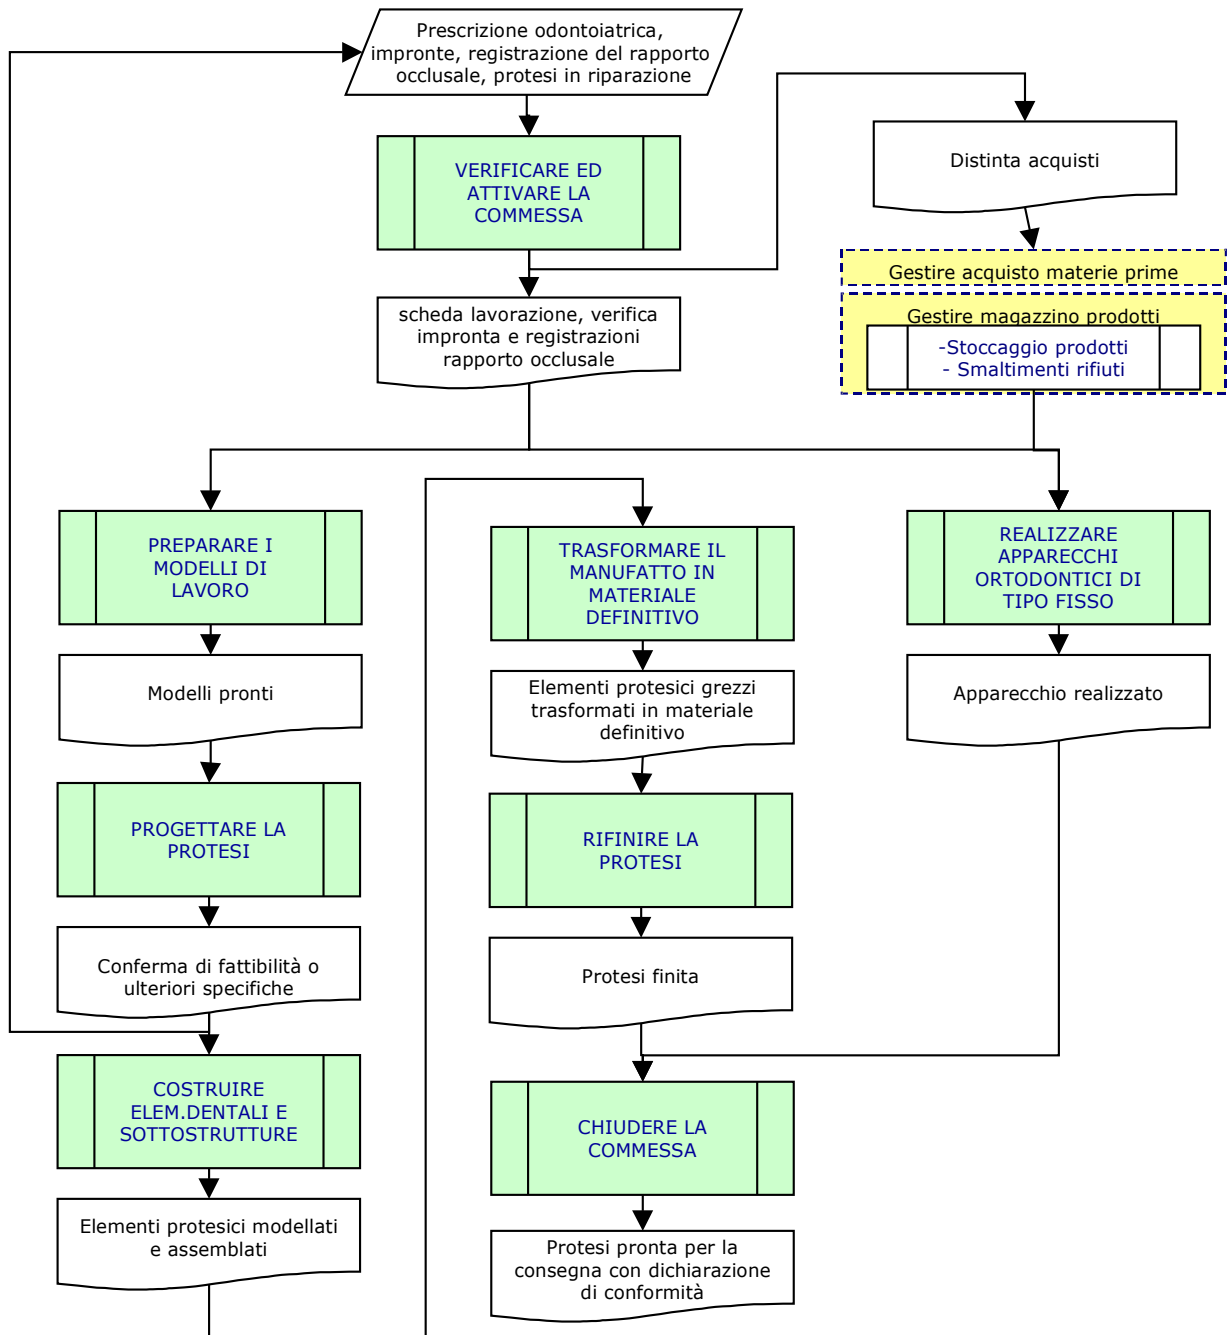 Prescrizione odontoiatrica,
impronte, registrazione del rapporto
occlusale, protesi in riparazione
VERIFICARE ED
ATTIVARE LA
COMMESSA
Distinta acquisti
Gestire acquisto materie prime
Gestire magazzino prodotti
-Stoccaggio prodotti
- Smaltimenti rifiuti
scheda lavorazione, verifica
impronta e registrazioni
rapporto occlusale
PREPARARE I
MODELLI DI
LAVORO
Modelli pronti
PROGETTARE LA
PROTESI
Conferma di fattibilità o
ulteriori specifiche
COSTRUIRE
ELEM.DENTALI E
SOTTOSTRUTTURE
Elementi protesici modellati
e assemblati
TRASFORMARE IL
MANUFATTO IN
MATERIALE
DEFINITIVO
Elementi protesici grezzi
trasformati in materiale
definitivo
RIFINIRE LA
PROTESI
Protesi finita
REALIZZARE
APPARECCHI
ORTODONTICI DI
TIPO FISSO
Apparecchio realizzato
CHIUDERE LA
COMMESSA
Protesi pronta per la
consegna con dichiarazione
di conformità